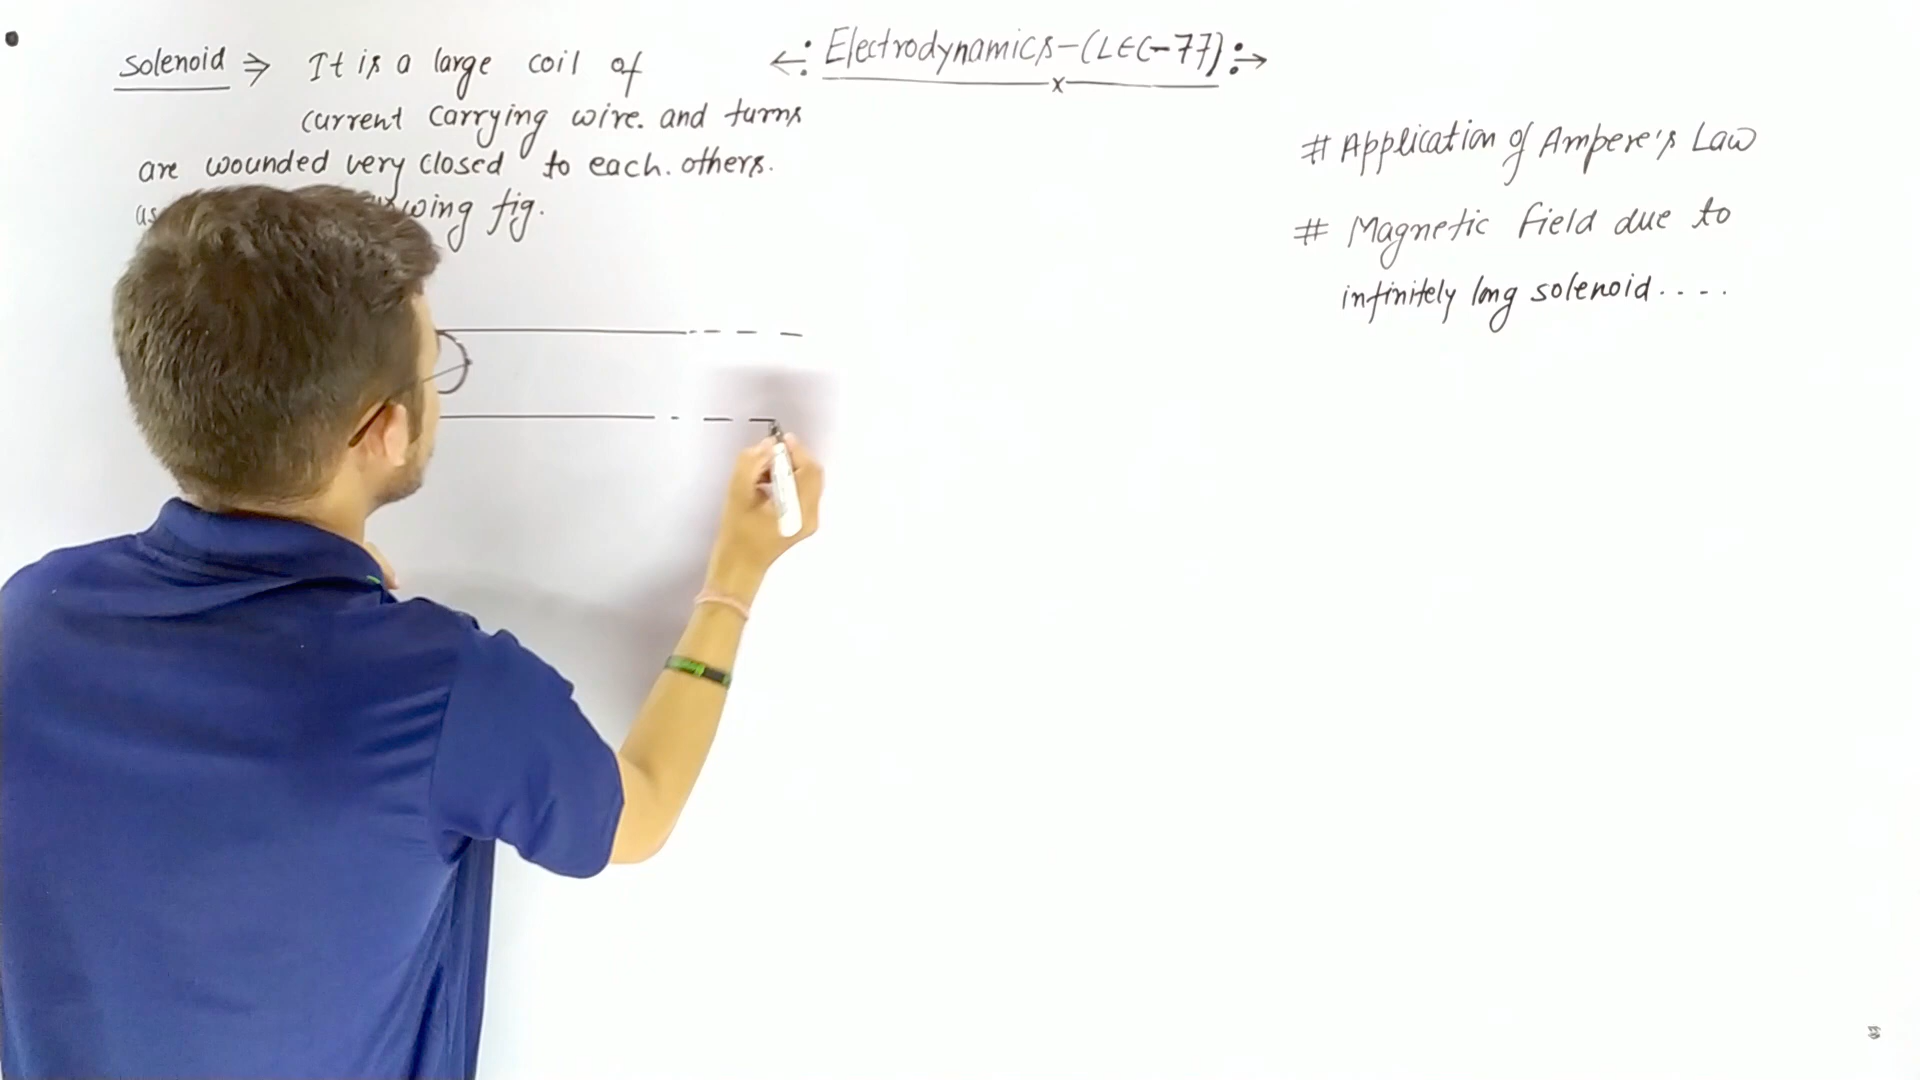 ←: Electrodynamics-(LEC-77) :→
Solenoid ⇒ It is a large coil of
current carrying wire. and turns
are wounded very closed to each. others.
as fig.
# Application of Ampere's Law
# Magnetic field due to
infinitely long solenoid....